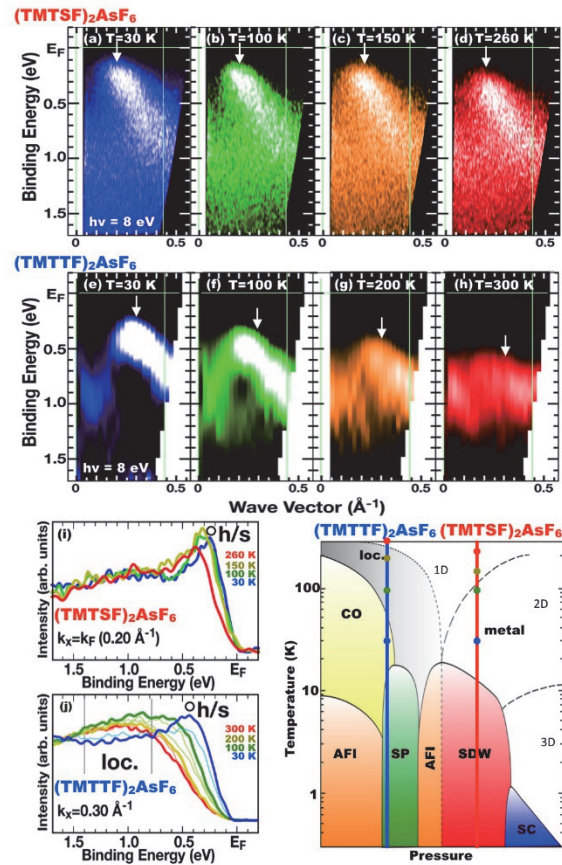 (TMTSF)₂AsF₆
(a) T=30 K
(b) T=100 K
(c) T=150 K
(d) T=260 K
E_F
0.5
1.0
1.5
Binding Energy (eV)
hν = 8 eV
0 0.5
0 0.5
0 0.5
0 0.5
(TMTTF)₂AsF₆
(e) T=30 K
(f) T=100 K
(g) T=200 K
(h) T=300 K
E_F
0.5
1.0
1.5
Binding Energy (eV)
hν = 8 eV
0 0.5
0 0.5
0 0.5
0 0.5
Wave Vector (Å⁻¹)
(i)
h/s
260 K
150 K
100 K
30 K
(TMTSF)₂AsF₆
kₓ=k_F (0.20 Å⁻¹)
Intensity (arb. units)
1.5 1.0 0.5 E_F
Binding Energy (eV)
(j)
h/s
300 K
200 K
100 K
30 K
loc.
(TMTTF)₂AsF₆
kₓ=0.30 Å⁻¹
Intensity (arb. units)
1.5 1.0 0.5 E_F
Binding Energy (eV)
(TMTTF)₂AsF₆ (TMTSF)₂AsF₆
loc.
1D
2D
3D
CO
metal
AFI
SP
AFI
SDW
SC
100
10
1
Temperature (K)
Pressure